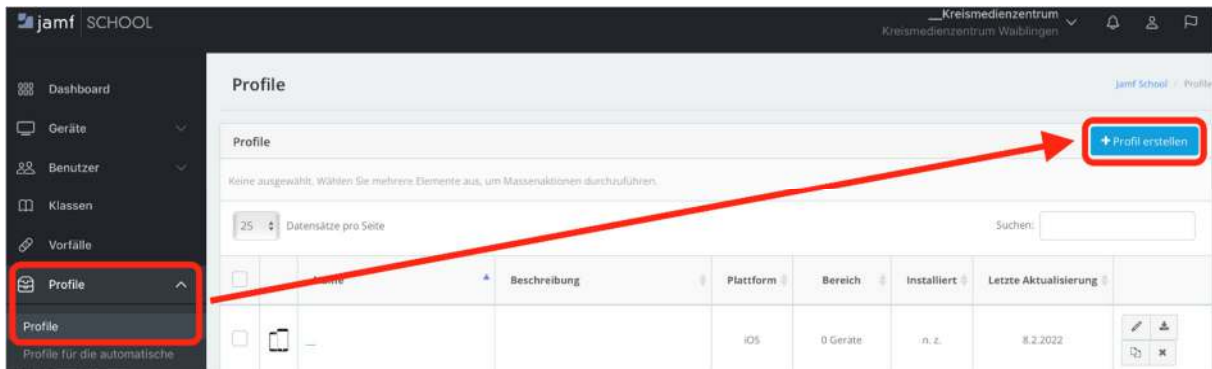 jamf SCHOOL
__Kreismedienzentrum
Kreismedienzentrum Waiblingen
Dashboard
Geräte
Benutzer
Klassen
Vorfälle
Profile
Profile
Profile für die automatische
Profile
Jamf School / Profile
Profile
+ Profil erstellen
Keine ausgewählt. Wählen Sie mehrere Elemente aus, um Massenaktionen durchzuführen.
25 Datensätze pro Seite
Suchen:
Beschreibung Plattform Bereich Installiert Letzte Aktualisierung
__ iOS 0 Geräte n. z. 8.2.2022